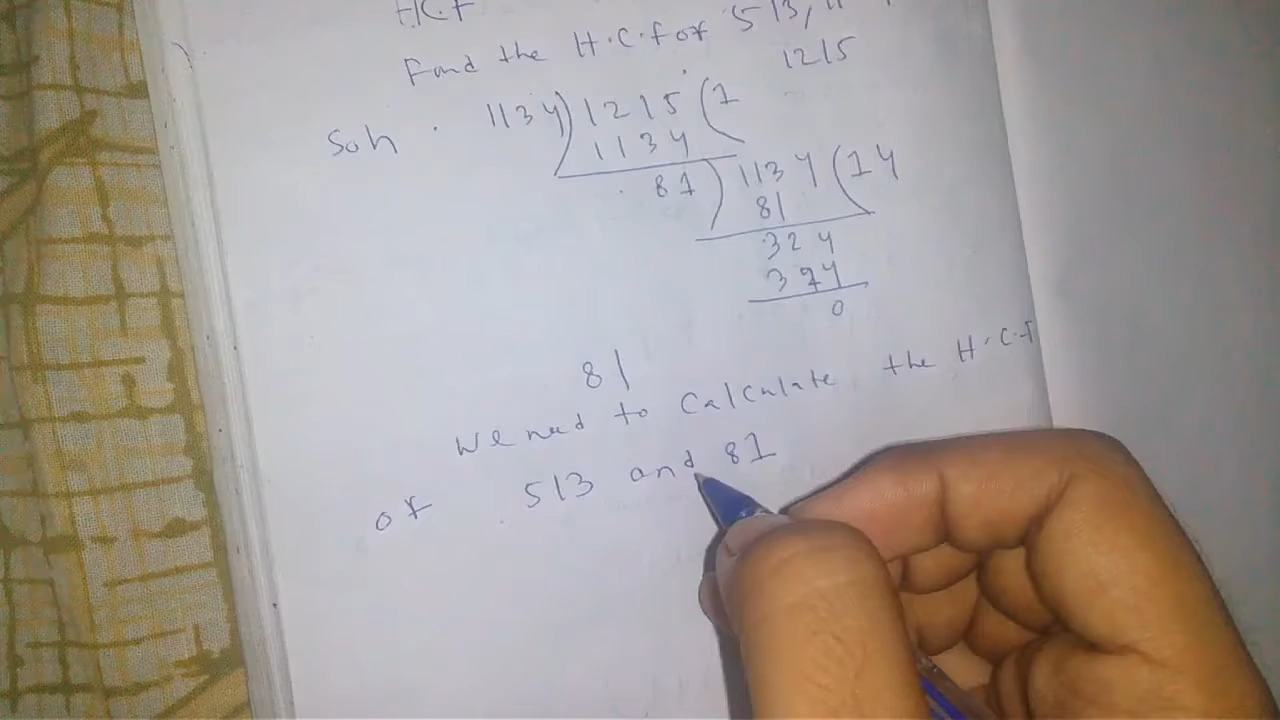 H.C.F
Find the H.C.f of 513, 11
1215
Soln . 1134) 1215 (1
1134
81) 1134 (14
81
324
324
0
81
We need to Calculate the H.C.F
of 513 and 81